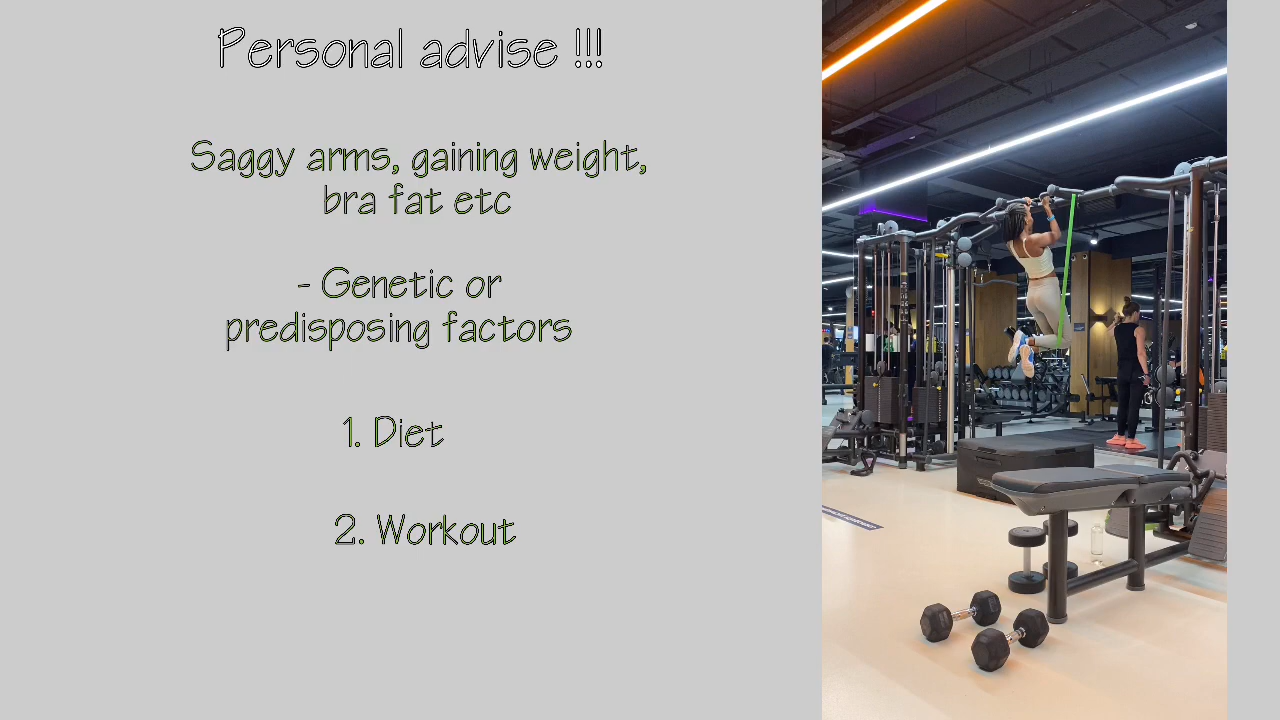 Personal advise !!!
Saggy arms, gaining weight,
bra fat etc
- Genetic or
predisposing factors
1. Diet
2. Workout